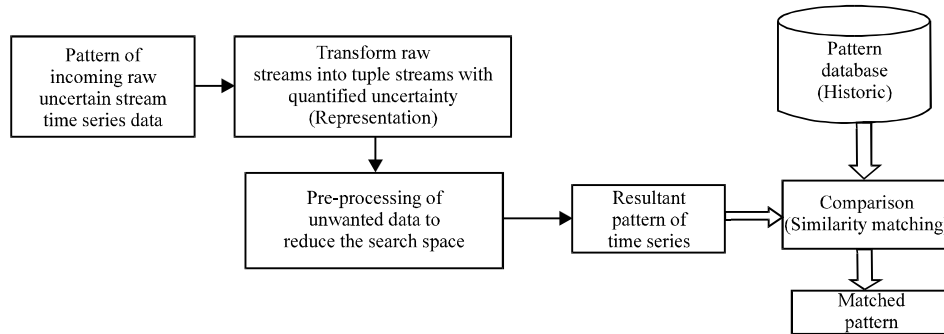 Pattern of
incoming raw
uncertain stream
time series data
Transform raw
streams into tuple streams with
quantified uncertainty
(Representation)
Pattern
database
(Historic)
Pre-processing of
unwanted data to
reduce the search space
Resultant
pattern of
time series
Comparison
(Similarity matching)
Matched
pattern